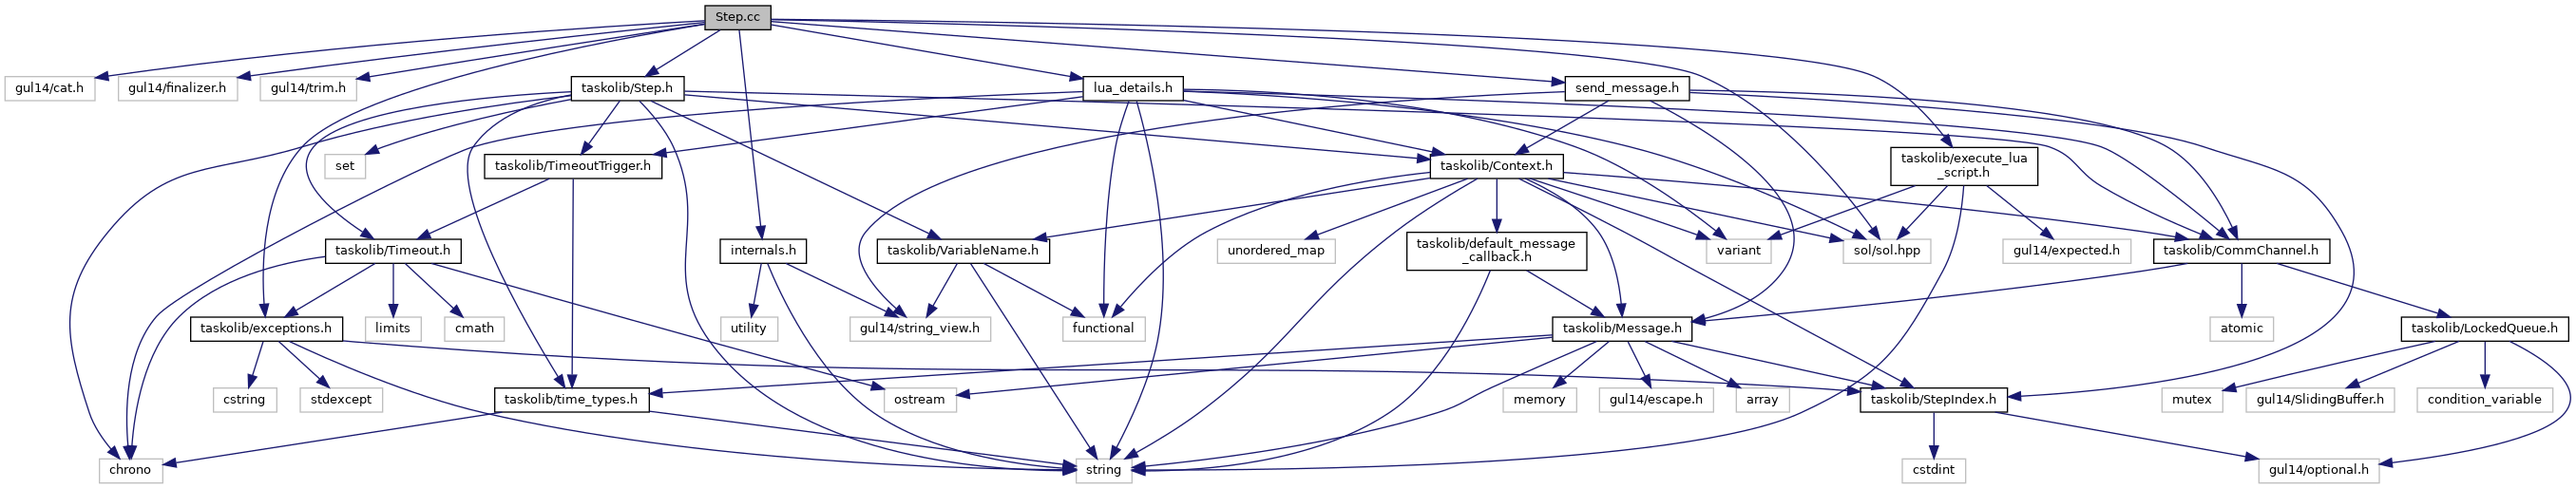 Step.cc
gul14/cat.h
gul14/finalizer.h
gul14/trim.h
taskolib/Step.h
lua_details.h
send_message.h
set
taskolib/TimeoutTrigger.h
taskolib/Context.h
taskolib/execute_lua
_script.h
taskolib/Timeout.h
internals.h
taskolib/VariableName.h
unordered_map
taskolib/default_message
_callback.h
variant
sol/sol.hpp
gul14/expected.h
taskolib/CommChannel.h
taskolib/exceptions.h
limits
cmath
utility
gul14/string_view.h
functional
taskolib/Message.h
atomic
taskolib/LockedQueue.h
cstring
stdexcept
taskolib/time_types.h
ostream
memory
gul14/escape.h
array
taskolib/StepIndex.h
mutex
gul14/SlidingBuffer.h
condition_variable
chrono
string
cstdint
gul14/optional.h